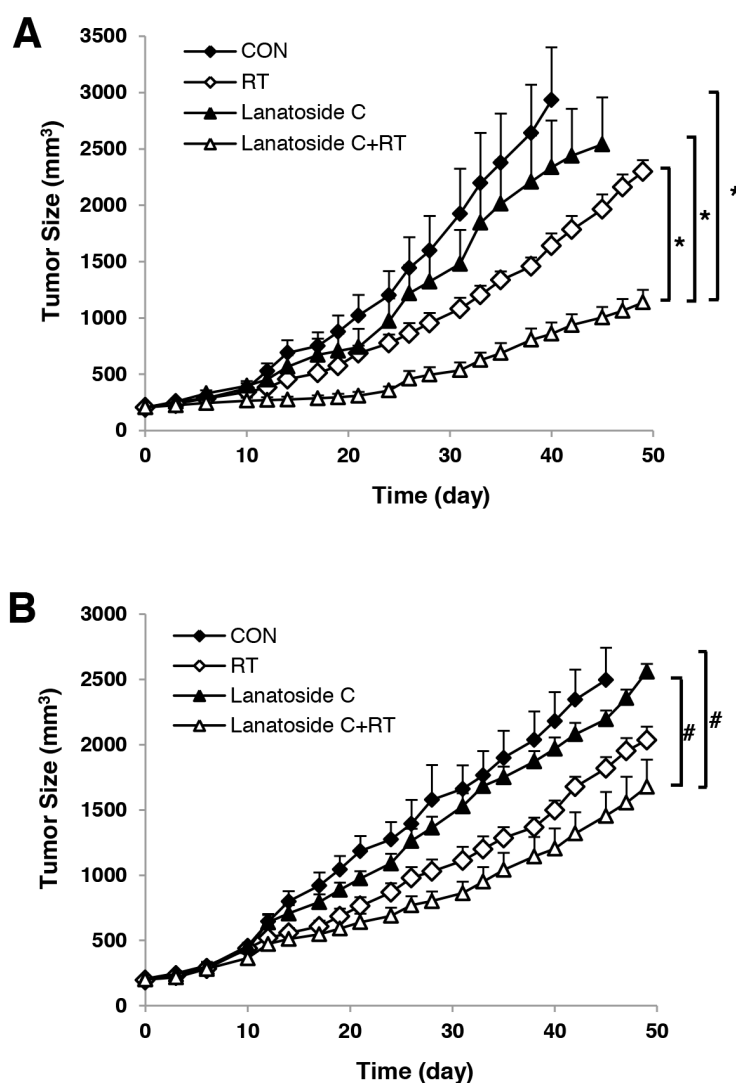 A
3500
3000
2500
2000
1500
1000
500
0
Tumor Size (mm³)
CON
RT
Lanatoside C
Lanatoside C+RT
*
*
*
0 10 20 30 40 50
Time (day)
B
3000
2500
2000
1500
1000
500
0
Tumor Size (mm³)
CON
RT
Lanatoside C
Lanatoside C+RT
#
#
0 10 20 30 40 50
Time (day)